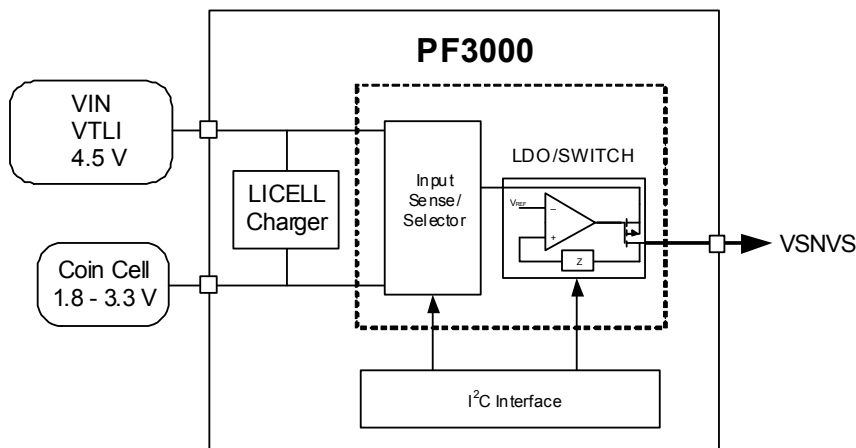 PF3000
VIN
VTLI
4.5 V
LICELL
Charger
Coin Cell
1.8 - 3.3 V
Input
Sense/
Selector
LDO/SWITCH
VREF
–
+
Z
VSNVS
I²C Interface